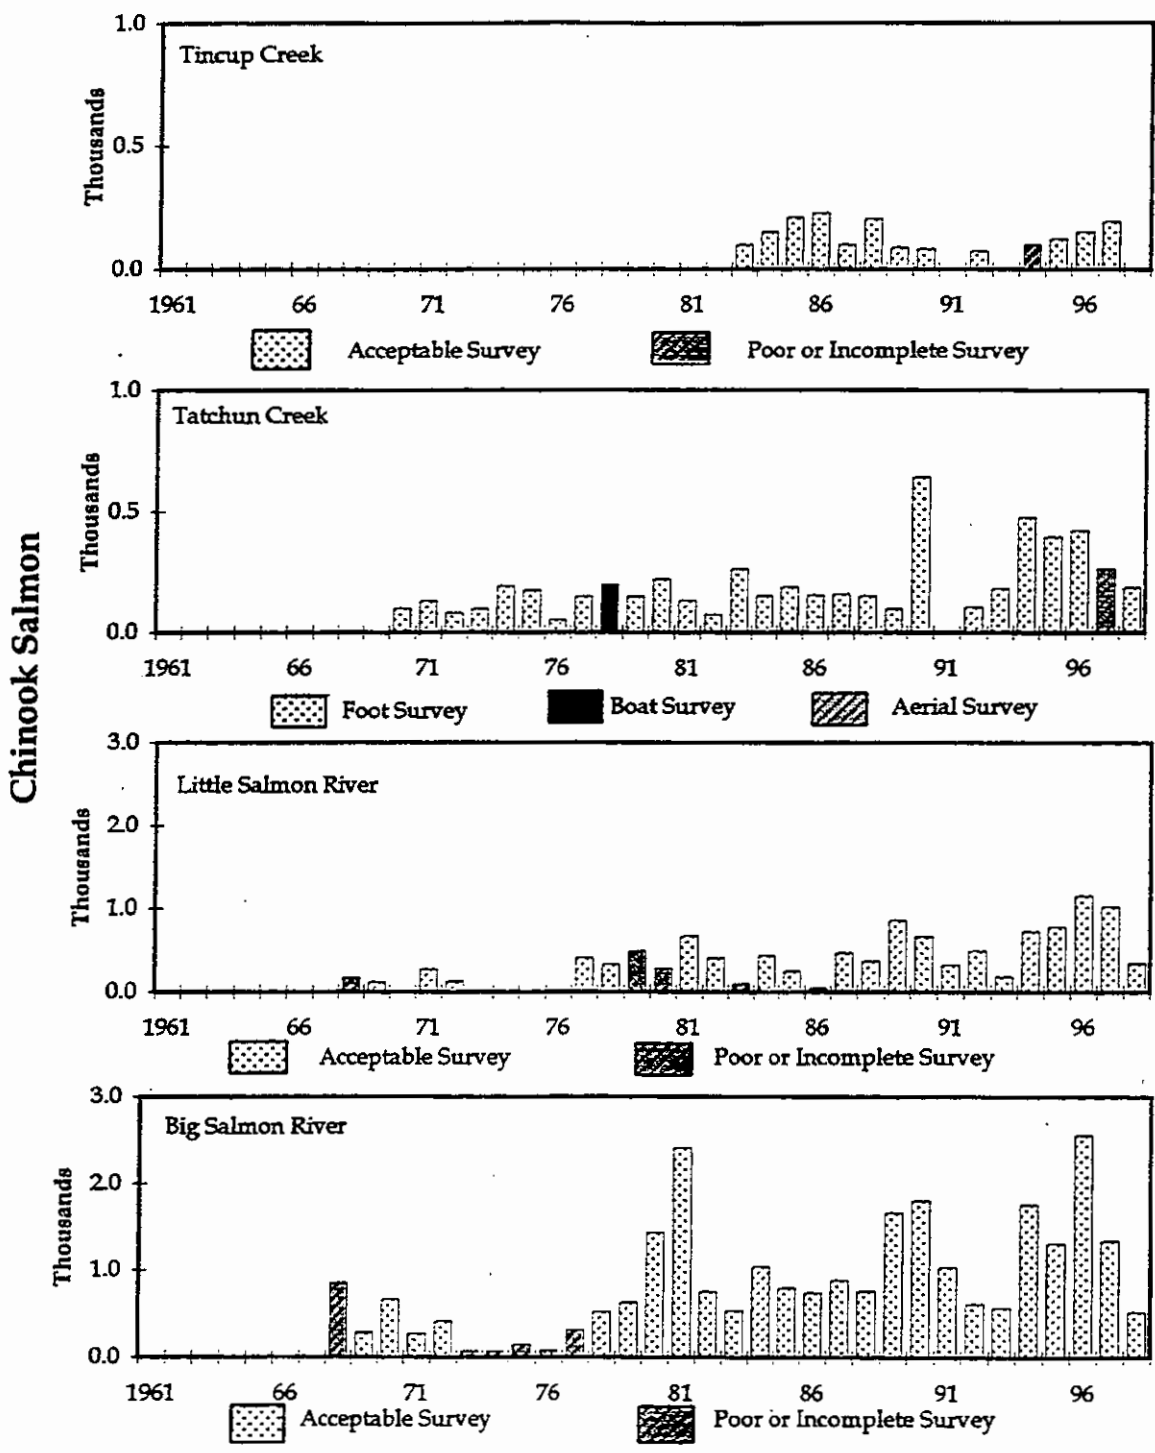 Chinook Salmon
1.0
Tincup Creek
Thousands
0.5
0.0
1961 66 71 76 81 86 91 96
Acceptable Survey Poor or Incomplete Survey
1.0
Tatchun Creek
Thousands
0.5
0.0
1961 66 71 76 81 86 91 96
Foot Survey Boat Survey Aerial Survey
3.0
Little Salmon River
2.0
Thousands
1.0
0.0
1961 66 71 76 81 86 91 96
Acceptable Survey Poor or Incomplete Survey
3.0
Big Salmon River
2.0
Thousands
1.0
0.0
1961 66 71 76 81 86 91 96
Acceptable Survey Poor or Incomplete Survey